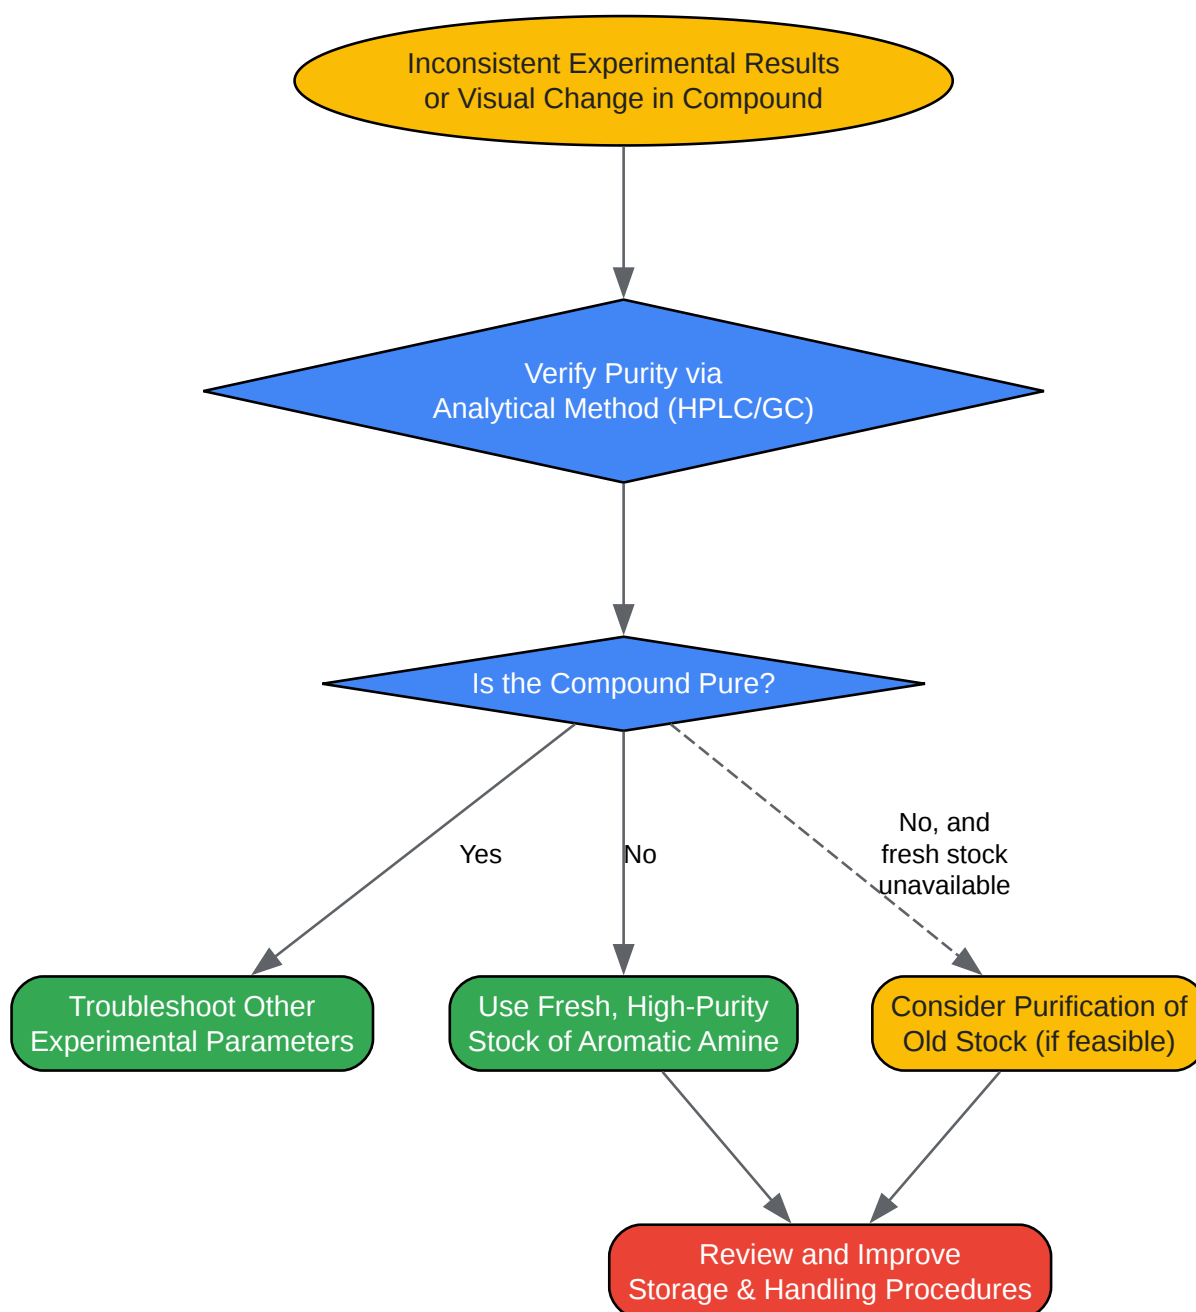 Inconsistent Experimental Results
or Visual Change in Compound
Verify Purity via
Analytical Method (HPLC/GC)
Is the Compound Pure?
Yes
No
No, and
fresh stock
unavailable
Troubleshoot Other
Experimental Parameters
Use Fresh, High-Purity
Stock of Aromatic Amine
Consider Purification of
Old Stock (if feasible)
Review and Improve
Storage & Handling Procedures